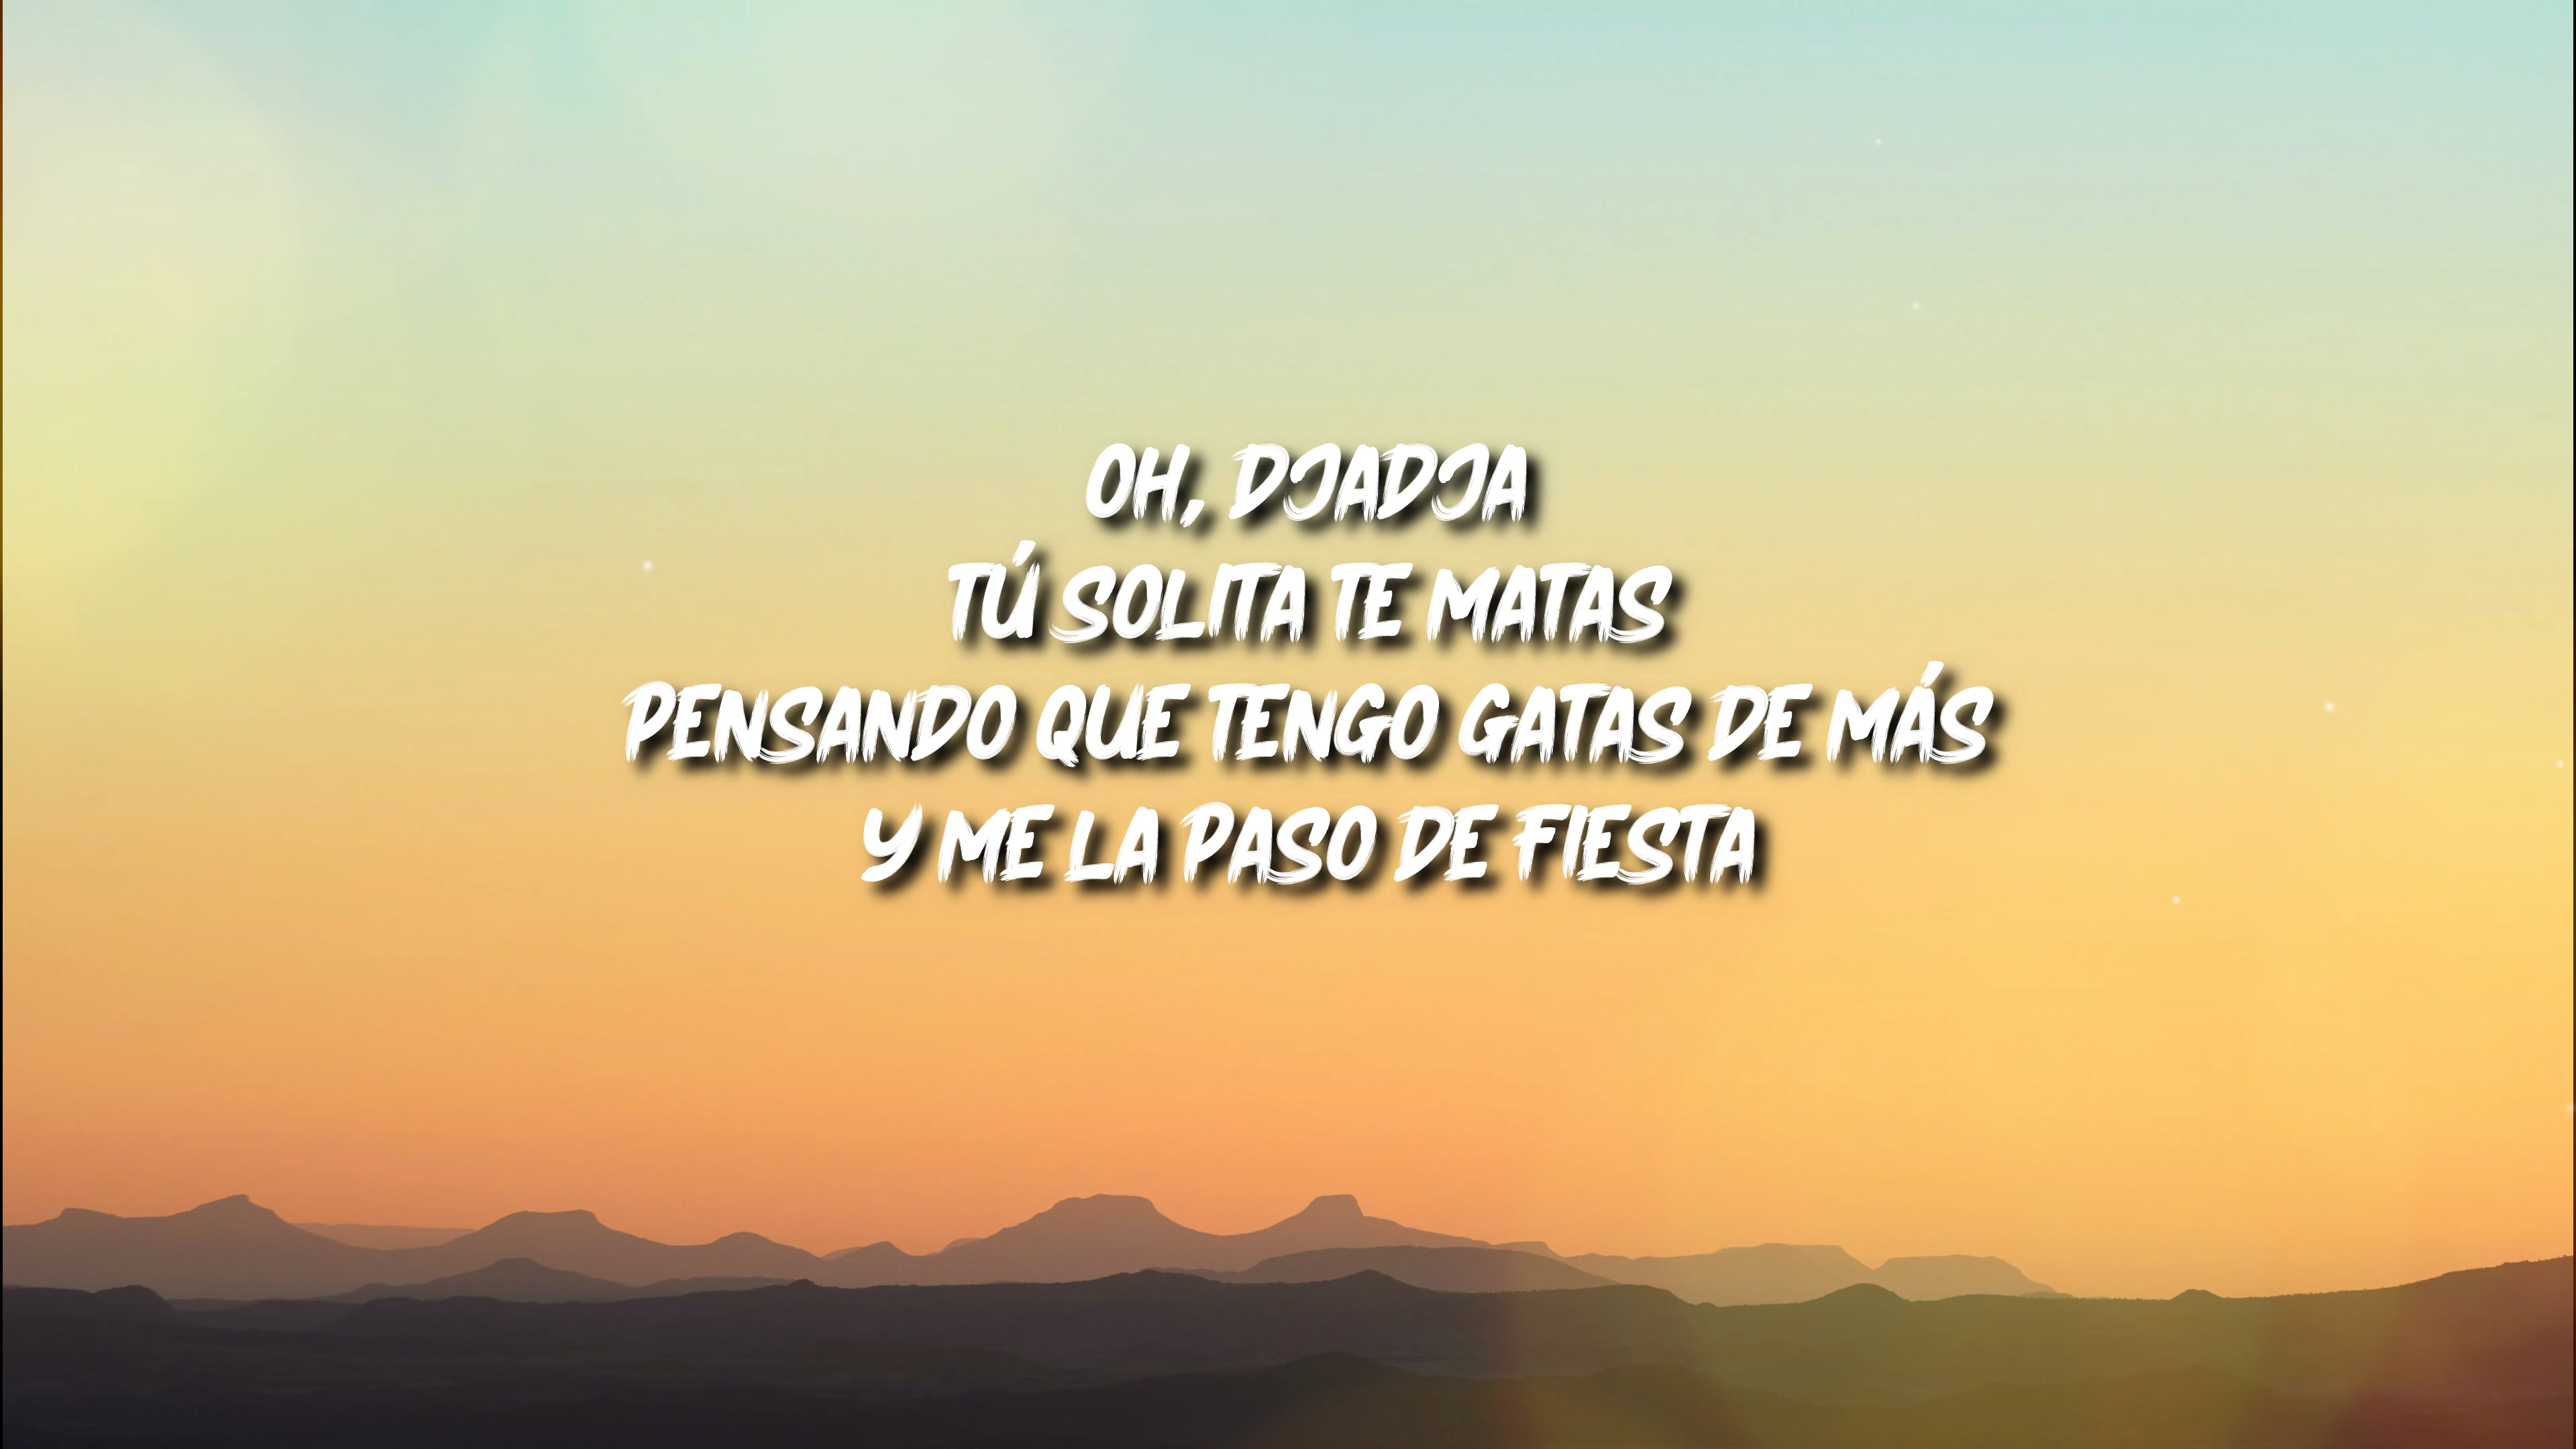 OH, DJADJA
TÚ SOLITA TE MATAS
PENSANDO QUE TENGO GATAS DE MÁS
Y ME LA PASO DE FIESTA